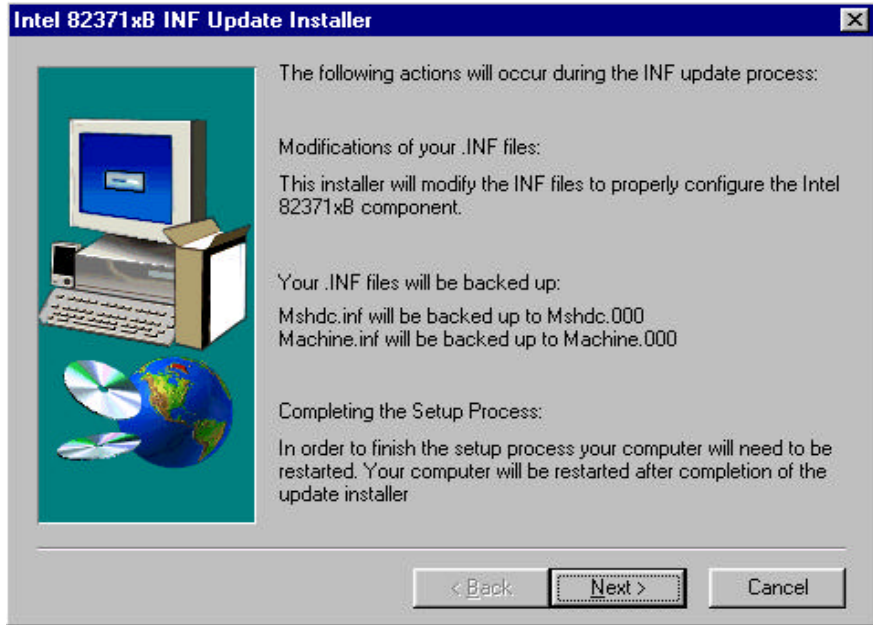 Intel 82371xB INF Update Installer
The following actions will occur during the INF update process:
Modifications of your .INF files:
This installer will modify the INF files to properly configure the Intel
82371xB component.
Your .INF files will be backed up:
Mshdc.inf will be backed up to Mshdc.000
Machine.inf will be backed up to Machine.000
Completing the Setup Process:
In order to finish the setup process your computer will need to be
restarted. Your computer will be restarted after completion of the
update installer
< Back
Next >
Cancel